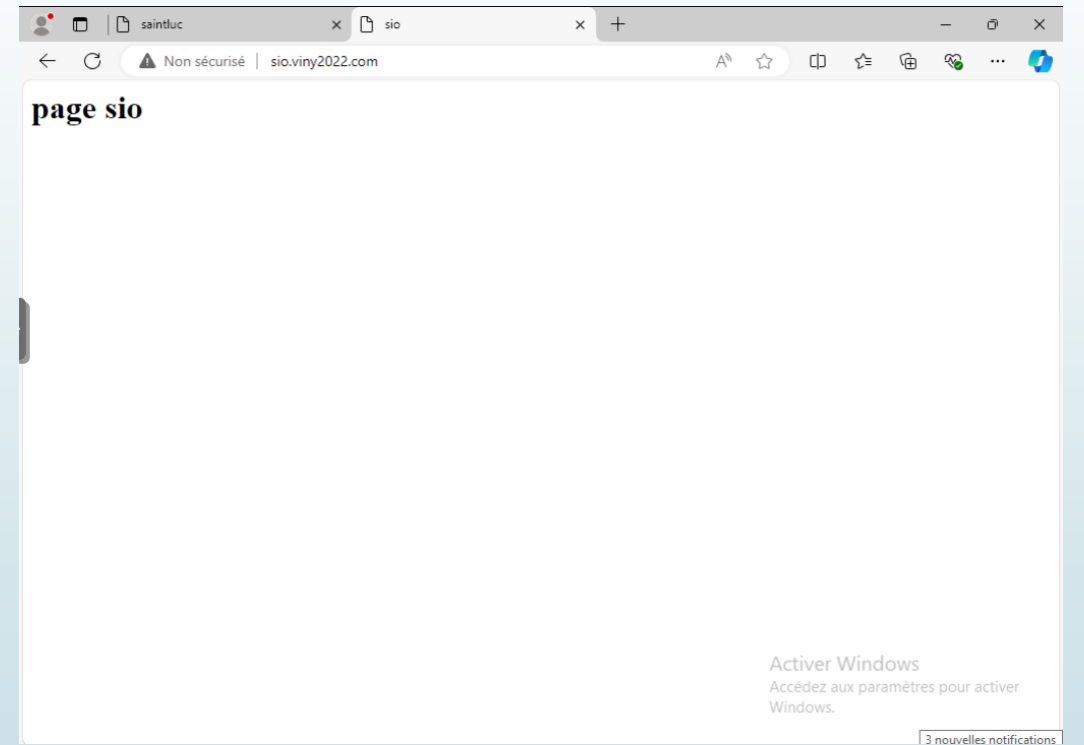 saintluc
sio
Non sécurisé | sio.viny2022.com
page sio
Activer Windows
Accédez aux paramètres pour activer
Windows.
3 nouvelles notifications